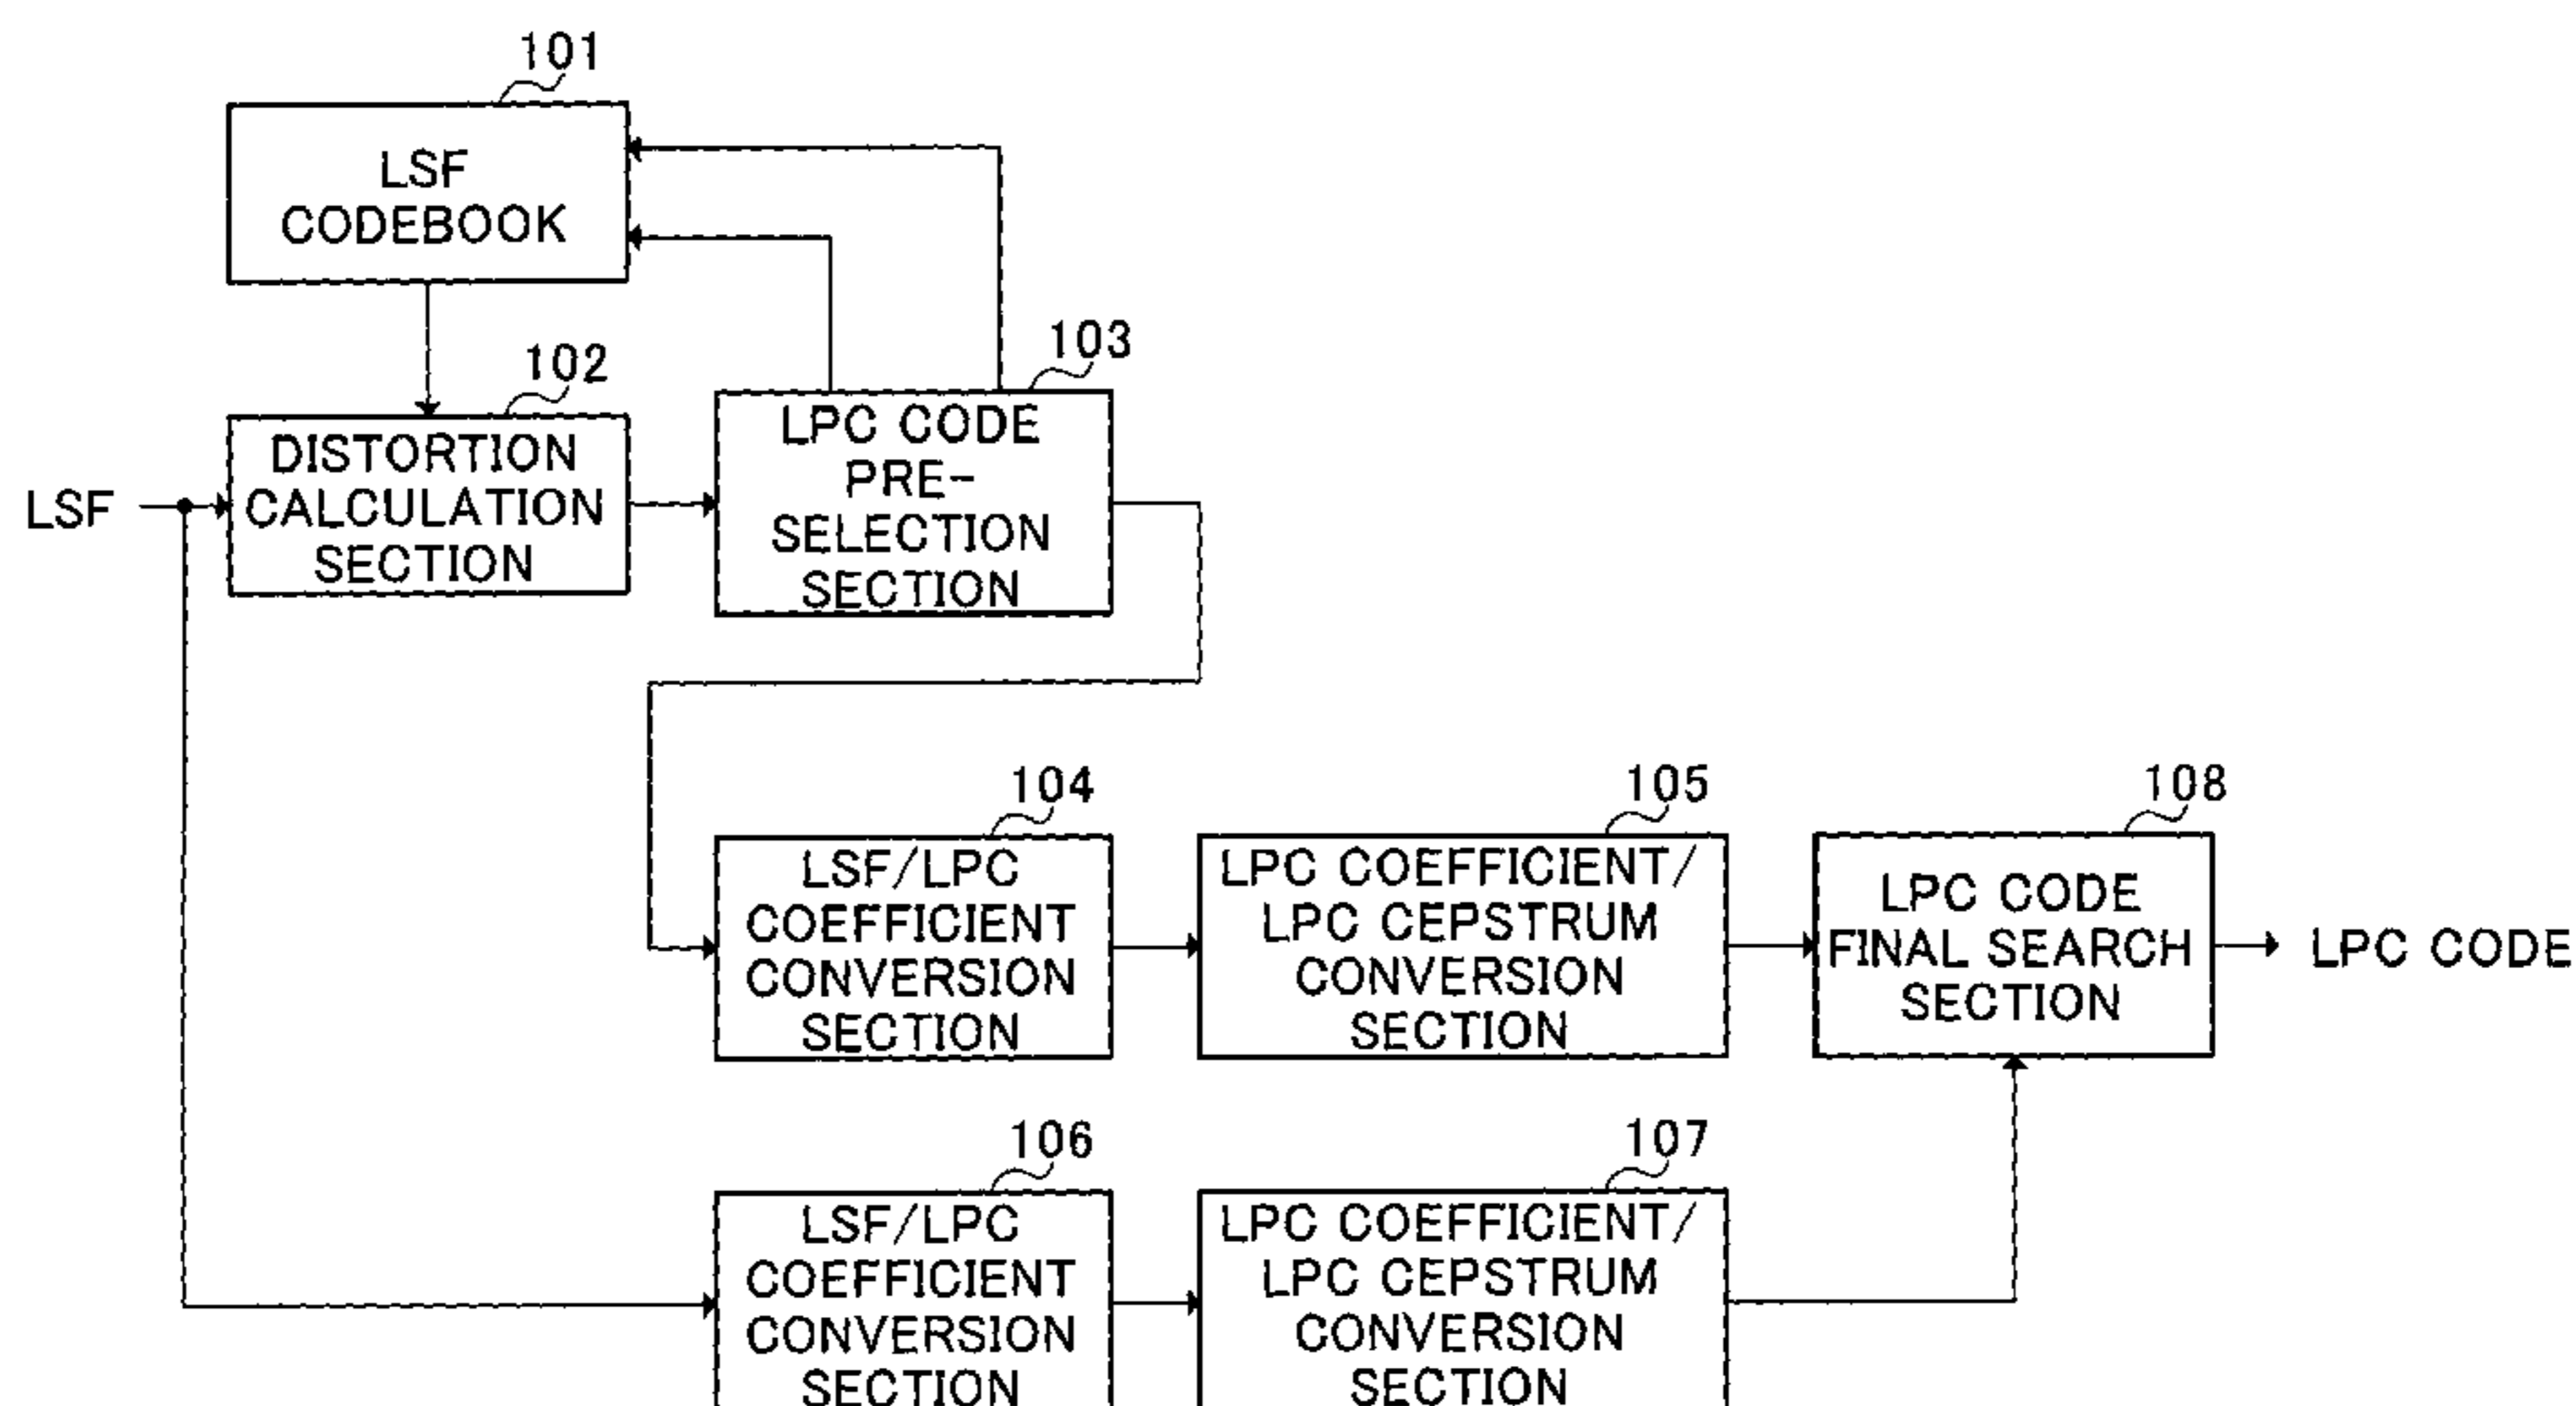 101
LSF
CODEBOOK
103
102
LPC CODE
PRE-
SELECTION
SECTION
DISTORTION
CALCULATION
SECTION
LSF
104
105
108
LSF/LPC
COEFFICIENT
CONVERSION
SECTION
LPC COEFFICIENT/
LPC CEPSTRUM
CONVERSION
SECTION
LPC CODE
FINAL SEARCH
SECTION
LPC CODE
106
107
LSF/LPC
COEFFICIENT
CONVERSION
SECTION
LPC COEFFICIENT/
LPC CEPSTRUM
CONVERSION
SECTION